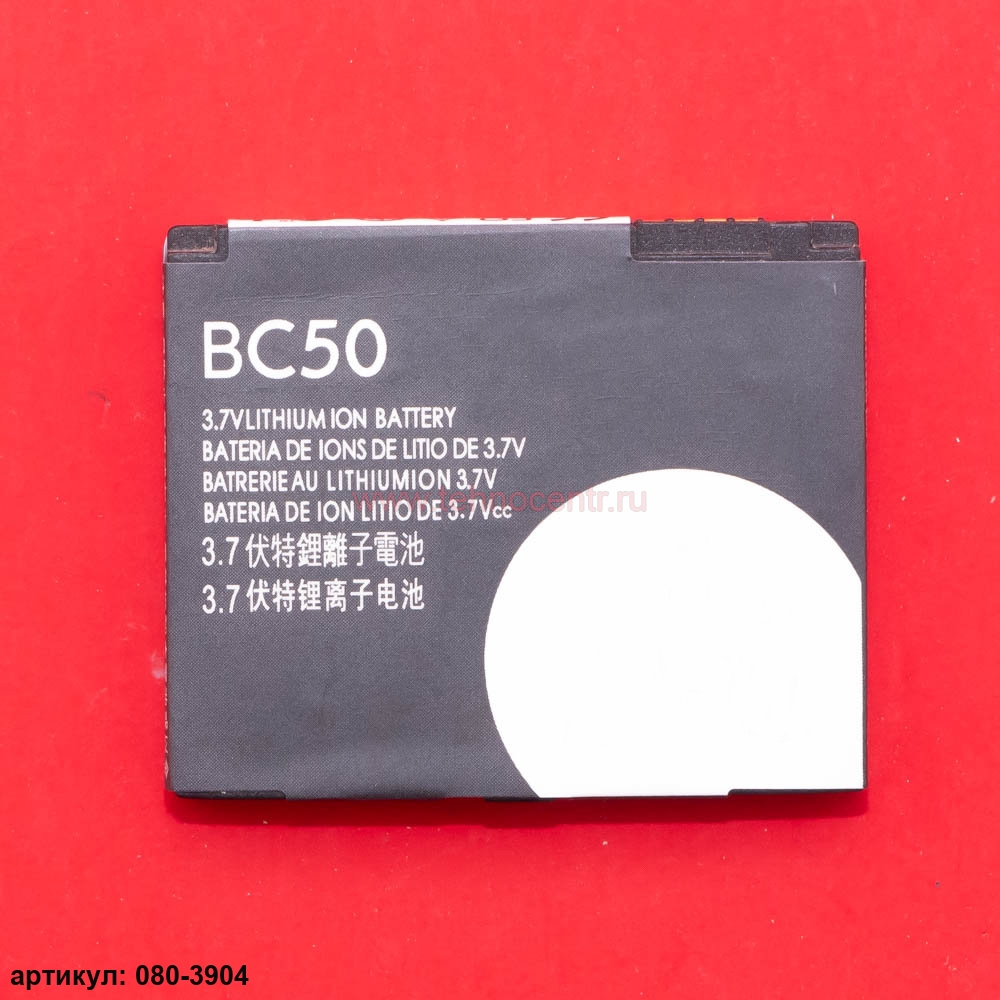 BC50
3.7VLITHIUM ION BATTERY
BATERIA DE IONS DE LITIO DE 3.7V
BATRERIE AU LITHIUMION 3.7V
www.tehnocentr.ru
BATERIA DE ION LITIO DE 3.7Vcc
3.7 伏特鋰離子電池
3.7 伏特锂离子电池
артикул: 080-3904